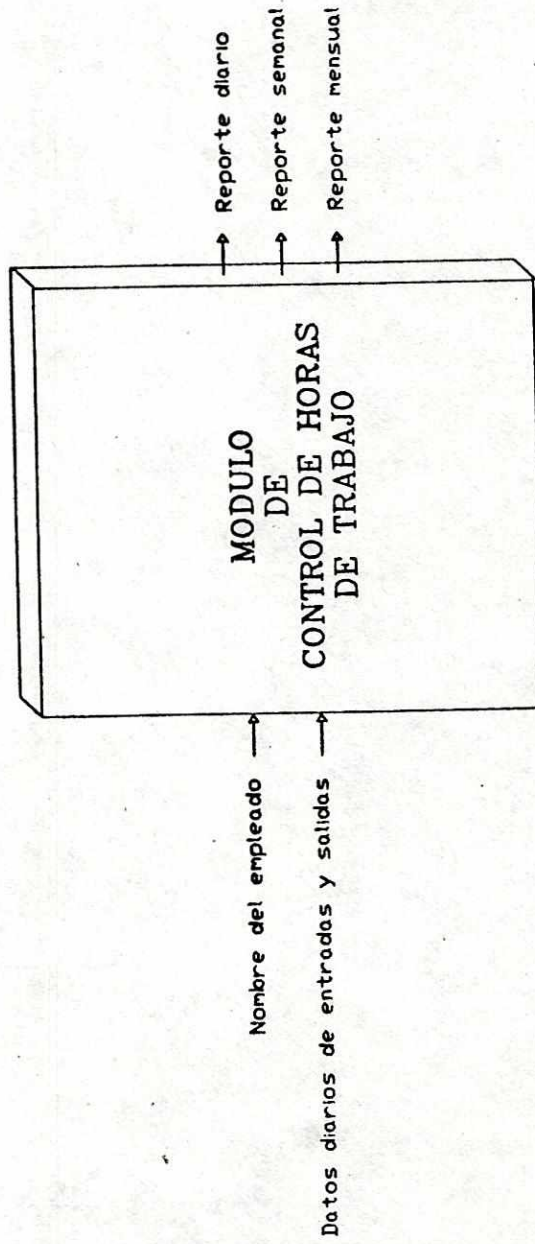 Nombre del empleado
Datos diarios de entradas y salidas
MODULO
DE
CONTROL DE HORAS
DE TRABAJO
Reporte diario
Reporte semanal
Reporte mensual